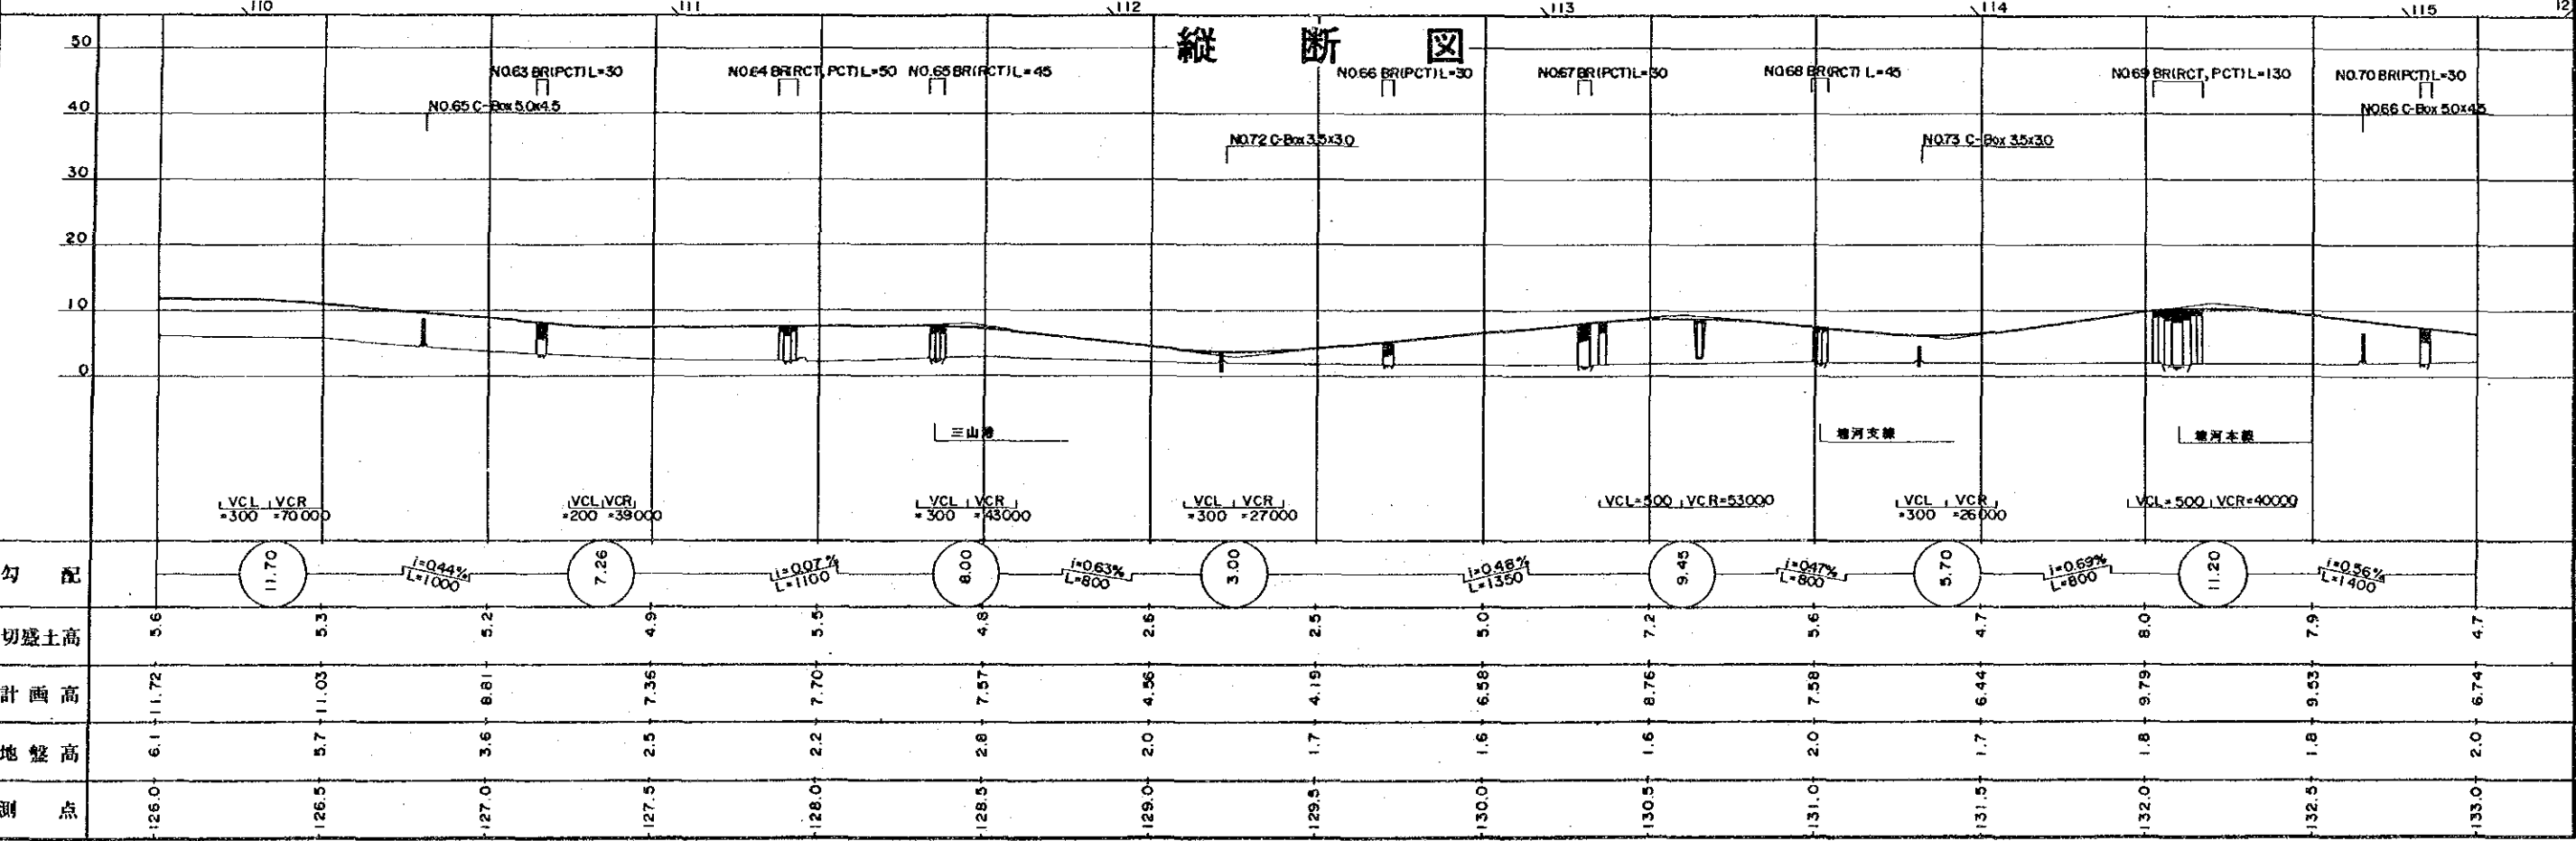 110 111 112 113 114 115 12
縦断図
50
NO.63 BR(PCT)L=30 NO.64 BR(RCT,PCT)L=50 NO.65 BR(RCT)L=45 NO.66 BR(PCT)L=30 NO.67 BR(PCT)L=30 NO.68 BR(RCT) L=45 NO.69 BR(RCT,PCT)L=130 NO.70 BR(PCT)L=30
40
NO.65 C-Box 5.0x4.5 NO.66 C-Box 5.0x4.5
NO.72 C-Box 3.5x3.0 NO.73 C-Box 3.5x3.0
30
20
10
0
三山港
VCL VCR VCL VCR VCL VCR VCL VCR VCL=500 VCR=53000 VCL VCR VCL=500 VCR=40000
=300 =70000 =200 =39000 =300 =43000 =300 =27000 =300 =26000
勾配 11.70 i=0.44% 7.26 i=0.07% 8.00 i=0.63% 3.00 i=0.48% 9.45 i=0.47% 5.70 i=0.69% 11.20 i=0.56%
L=1000 L=1100 L=800 L=1350 L=800 L=800 L=1400
切盛土高 5.6 5.3 5.2 4.9 5.5 4.8 2.6 2.5 5.0 7.2 5.6 4.7 8.0 7.9 4.7
計画高 11.72 11.03 8.81 7.36 7.70 7.57 4.56 4.19 6.58 8.76 7.58 6.44 9.79 9.53 6.74
地盤高 6.1 5.7 3.6 2.5 2.2 2.8 2.0 1.7 1.6 1.6 2.0 1.7 1.8 1.8 2.0
測点 126.0 126.5 127.0 127.5 128.0 128.5 129.0 129.5 130.0 130.5 131.0 131.5 132.0 132.5 133.0